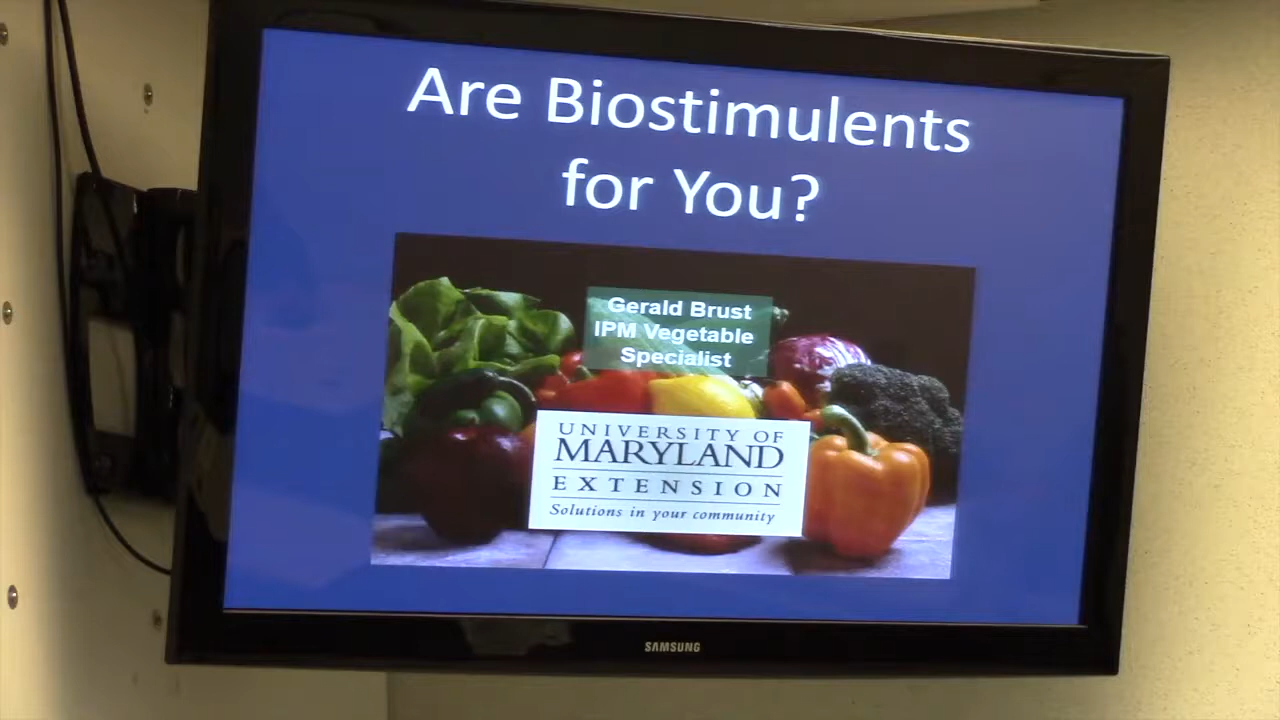 Are Biostimulents
for You?
Gerald Brust
IPM Vegetable
Specialist
UNIVERSITY OF
MARYLAND
EXTENSION
Solutions in your community
SAMSUNG